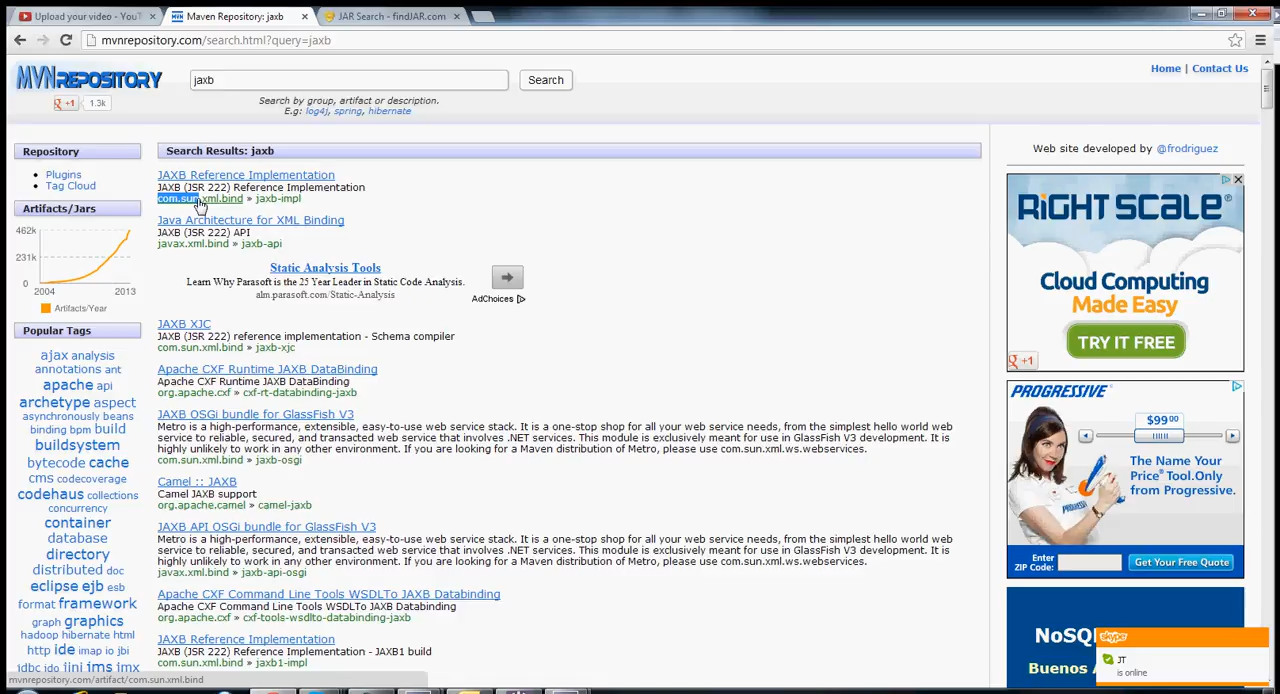 Upload your video - YouT
Maven Repository: jaxb
JAR Search - findJAR.com
mvnrepository.com/search.html?query=jaxb
MVNREPOSITORY
jaxb
Search
Home | Contact Us
+1 1.3k
Search by group, artifact or description.
E.g: log4j, spring, hibernate
Repository
Plugins
Tag Cloud
Artifacts/Jars
462k
231k
0
2004 2013
Artifacts/Year
Popular Tags
ajax analysis
annotations ant
apache api
archetype aspect
asynchronously beans
binding bpm build
buildsystem
bytecode cache
cms codecoverage
codehaus collections
concurrency
container
database
directory
distributed doc
eclipse ejb esb
format framework
graph graphics
hadoop hibernate html
http ide imap io jbi
jdbc jdo jini jms jmx
Search Results: jaxb
JAXB Reference Implementation
JAXB (JSR 222) Reference Implementation
com.sun.xml.bind » jaxb-impl
Java Architecture for XML Binding
JAXB (JSR 222) API
javax.xml.bind » jaxb-api
Static Analysis Tools
Learn Why Parasoft is the 25 Year Leader in Static Code Analysis.
alm.parasoft.com/Static-Analysis
AdChoices
JAXB XJC
JAXB (JSR 222) reference implementation - Schema compiler
com.sun.xml.bind » jaxb-xjc
Apache CXF Runtime JAXB DataBinding
Apache CXF Runtime JAXB DataBinding
org.apache.cxf » cxf-rt-databinding-jaxb
JAXB OSGi bundle for GlassFish V3
Metro is a high-performance, extensible, easy-to-use web service stack. It is a one-stop shop for all your web service needs, from the simplest hello world web
service to reliable, secured, and transacted web service that involves .NET services. This module is exclusively meant for use in GlassFish V3 development. It is
highly unlikely to work in any other environment. If you are looking for a Maven distribution of Metro, please use com.sun.xml.ws.webservices.
com.sun.xml.bind » jaxb-osgi
Camel :: JAXB
Camel JAXB support
org.apache.camel » camel-jaxb
JAXB API OSGi bundle for GlassFish V3
Metro is a high-performance, extensible, easy-to-use web service stack. It is a one-stop shop for all your web service needs, from the simplest hello world web
service to reliable, secured, and transacted web service that involves .NET services. This module is exclusively meant for use in GlassFish V3 development. It is
highly unlikely to work in any other environment. If you are looking for a Maven distribution of Metro, please use com.sun.xml.webservices.
javax.xml.bind » jaxb-api-osgi
Apache CXF Command Line Tools WSDLTo JAXB Databinding
Apache CXF Command Line Tools WSDLTo JAXB Databinding
org.apache.cxf » cxf-tools-wsdlto-databinding-jaxb
JAXB Reference Implementation
JAXB (JSR 222) Reference Implementation - JAXB1 build
com.sun.xml.bind » jaxb1-impl
Web site developed by @frodriguez
RIGHT SCALE®
Cloud Computing
Made Easy
TRY IT FREE
+1
PROGRESSIVE
$99.00
The Name Your
Price® Tool. Only
from Progressive.
Enter
ZIP Code:
Get Your Free Quote
NoSQL
Buenos A
skype
JT
is online
mvnrepository.com/artifact/com.sun.xml.bind